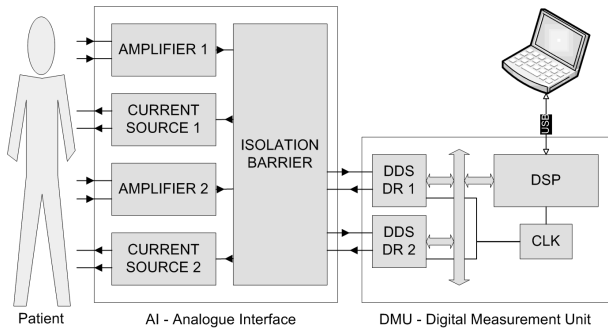 AMPLIFIER 1
CURRENT
SOURCE 1
AMPLIFIER 2
CURRENT
SOURCE 2
ISOLATION
BARRIER
USB
DDS
DR 1
DSP
DDS
DR 2
CLK
Patient
AI - Analogue Interface
DMU - Digital Measurement Unit